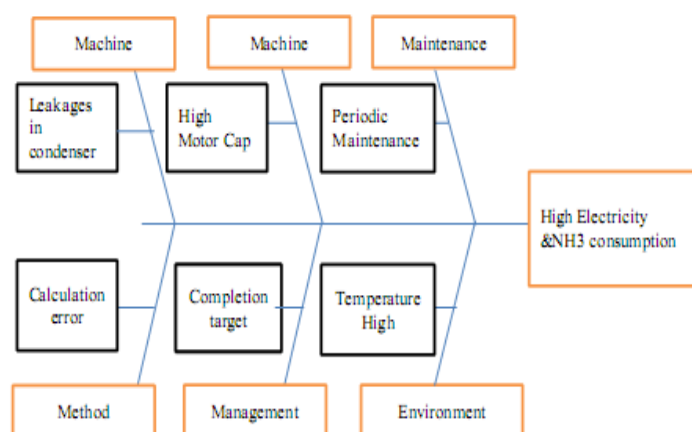 Machine
Machine
Maintenance
Leakages
in
condenser
High
Motor Cap
Periodic
Maintenance
High Electricity
&NH3 consumption
Calculation
error
Completion
target
Temperature
High
Method
Management
Environment